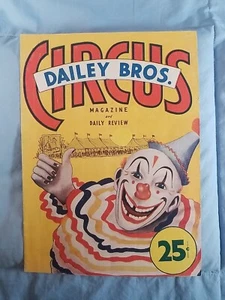 CIRCUS
DAILEY BROS.
MAGAZINE
and
DAILY REVIEW
25¢